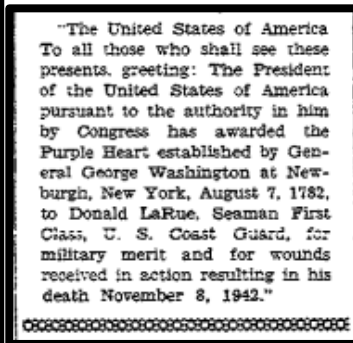 "The United States of America
To all those who shall see these
presents, greeting: The President
of the United States of America
pursuant to the authority in him
by Congress has awarded the
Purple Heart established by Gen-
eral George Washington at New-
burgh, New York, August 7, 1782,
to Donald LaRue, Seaman First
Class, U. S. Coast Guard, for
military merit and for wounds
received in action resulting in his
death November 8, 1942."